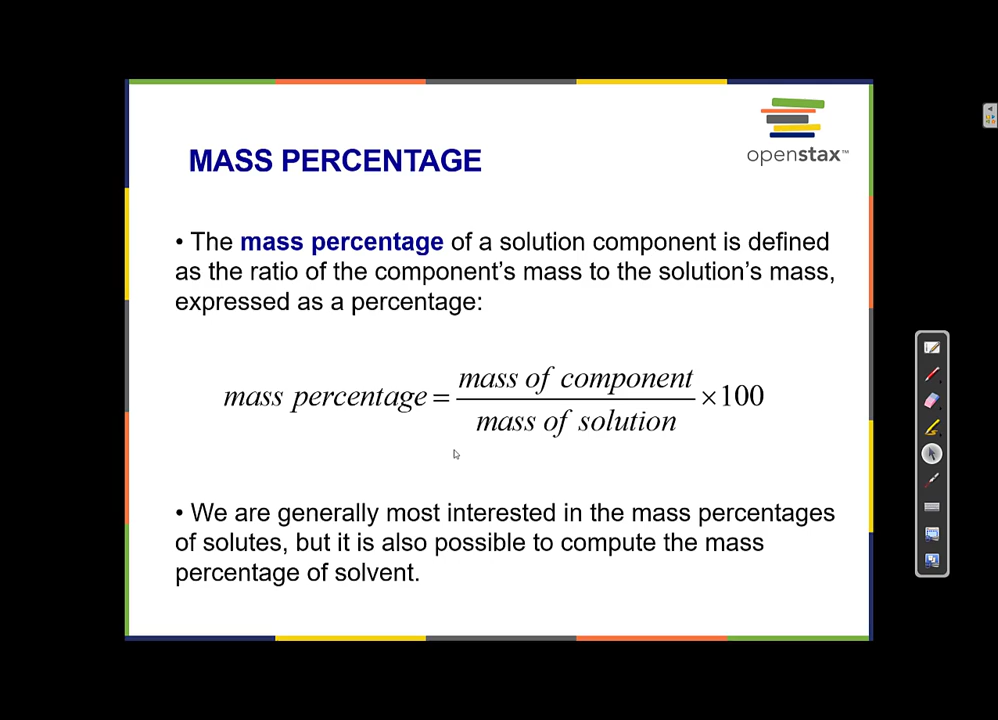 openstax™
MASS PERCENTAGE
• The mass percentage of a solution component is defined
as the ratio of the component's mass to the solution's mass,
expressed as a percentage:
mass percentage = mass of component / mass of solution × 100
• We are generally most interested in the mass percentages
of solutes, but it is also possible to compute the mass
percentage of solvent.